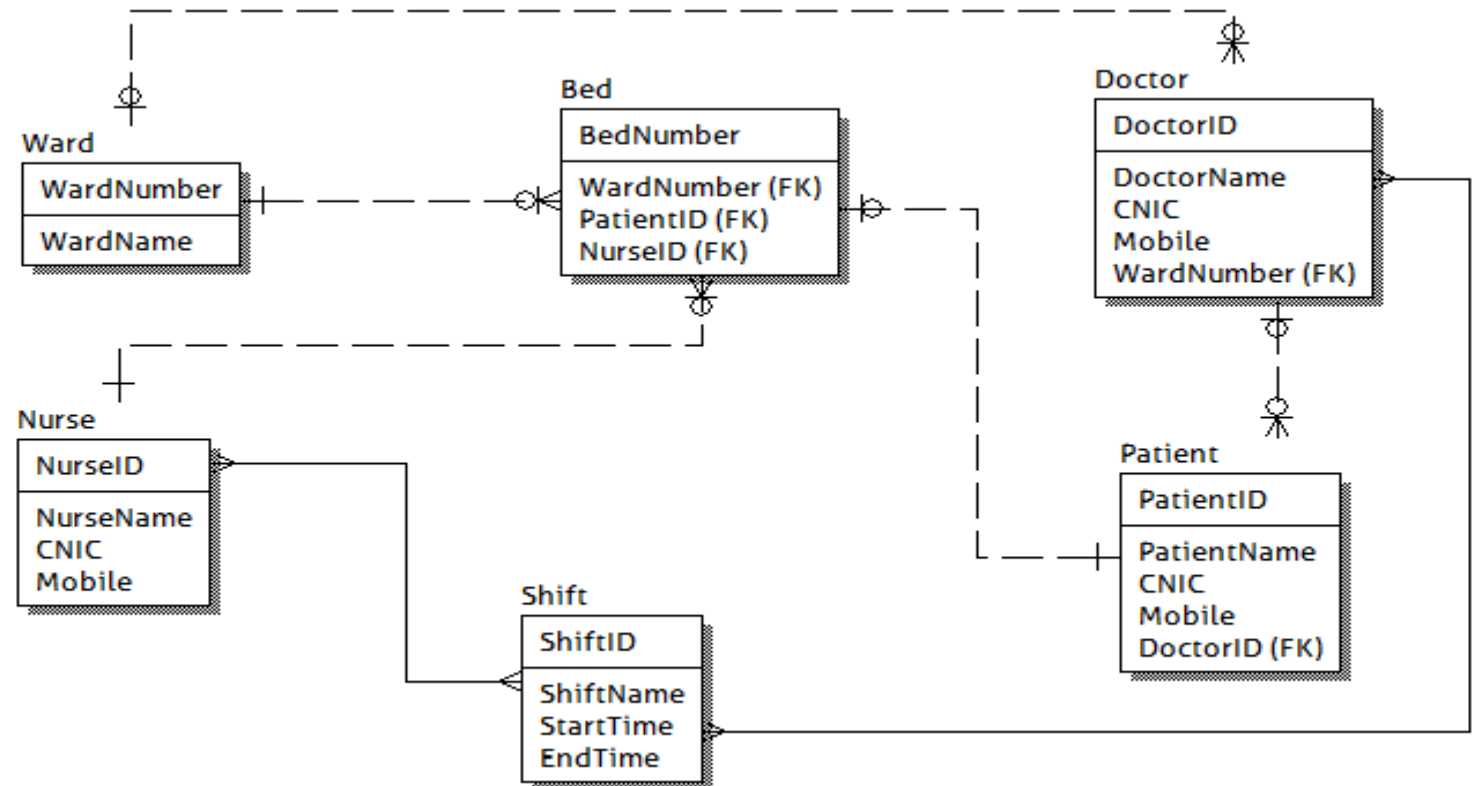 Ward
WardNumber
WardName
Bed
BedNumber
WardNumber (FK)
PatientID (FK)
NurseID (FK)
Doctor
DoctorID
DoctorName
CNIC
Mobile
WardNumber (FK)
Nurse
NurseID
NurseName
CNIC
Mobile
Shift
ShiftID
ShiftName
StartTime
EndTime
Patient
PatientID
PatientName
CNIC
Mobile
DoctorID (FK)